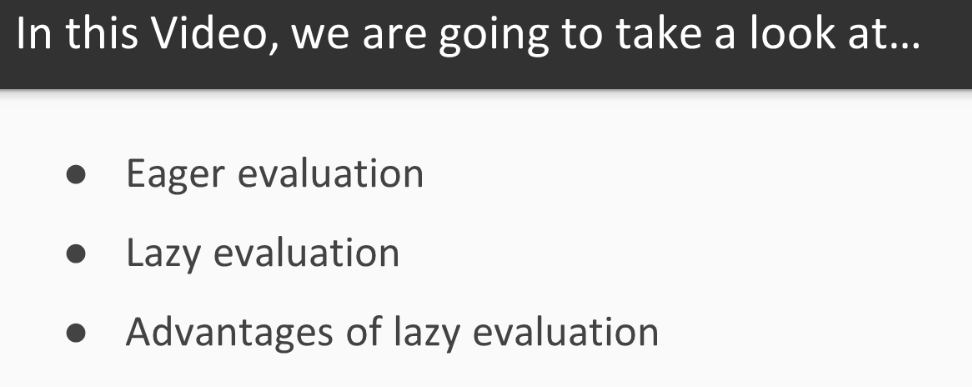 In this Video, we are going to take a look at...
● Eager evaluation
● Lazy evaluation
● Advantages of lazy evaluation